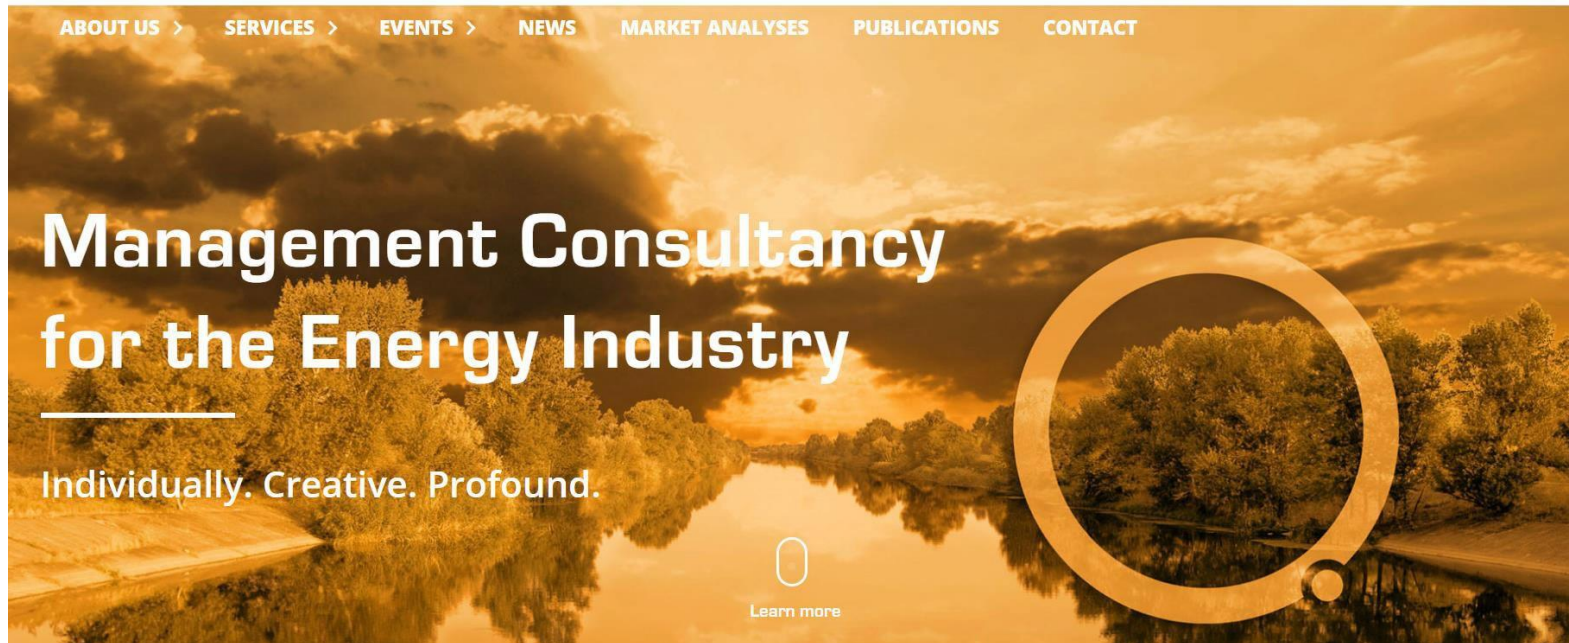 ABOUT US > SERVICES > EVENTS > NEWS MARKET ANALYSES PUBLICATIONS CONTACT
Management Consultancy
for the Energy Industry
Individually. Creative. Profound.
Learn more